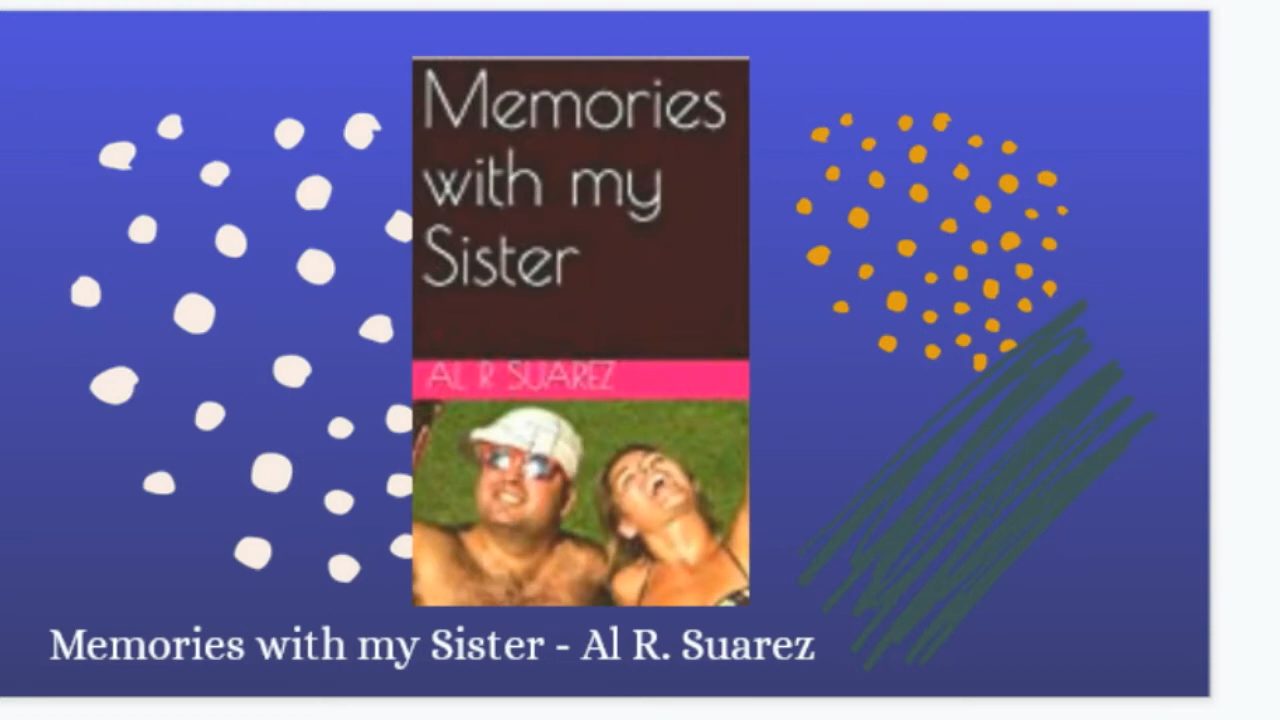 Memories
with my
Sister
AL R SUAREZ
Memories with my Sister - Al R. Suarez